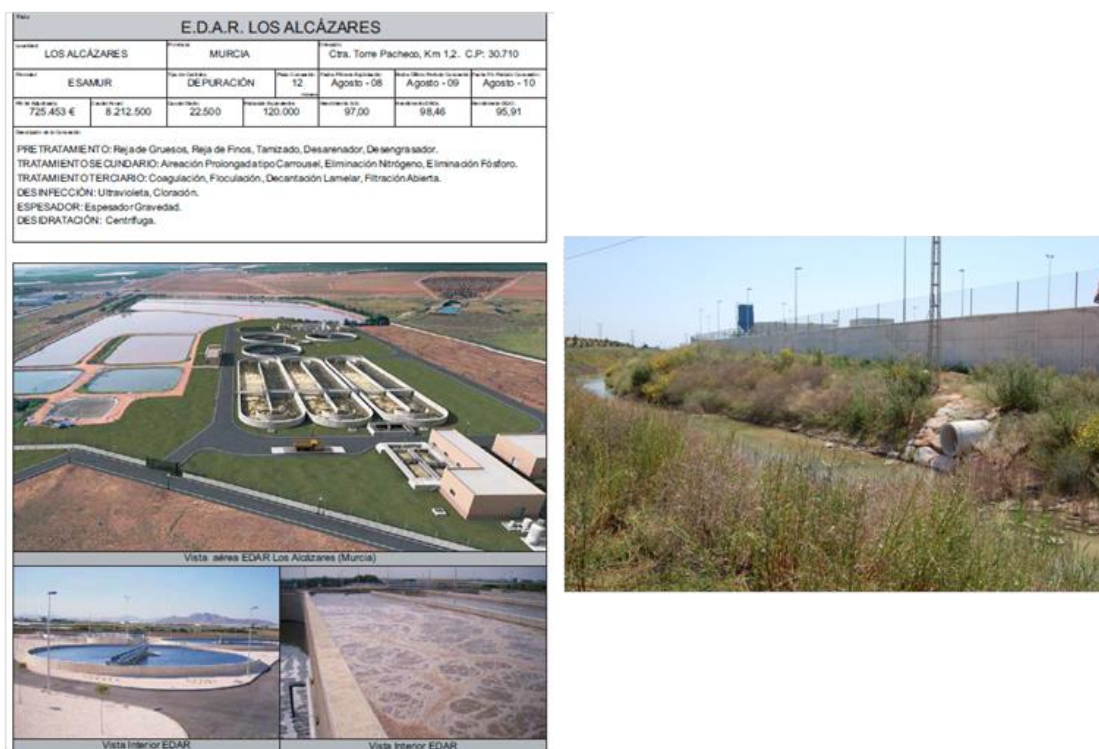 E.D.A.R. LOS ALCÁZARES
LOS ALCÁZARES MURCIA Ctra. Torre Pacheco, Km 1,2. C.P: 30.710
ESAMUR DEPURACIÓN 12 Agosto - 08 Agosto - 09 Agosto - 10
725.453 € 8.212.500 22.500 120.000 97,00 98,46 95,91
PRETRATAMIENTO: Reja de Gruesos, Reja de Finos, Tamizado, Desarenador, Desengrasador.
TRATAMIENTO SECUNDARIO: Aireación Prolongada tipo Carrousel, Eliminación Nitrógeno, Eliminación Fósforo.
TRATAMIENTO TERCIARIO: Coagulación, Floculación, Decantación Lamelar, Filtración Abierta.
DESINFECCIÓN: Ultravioleta, Cloración.
ESPESADOR: Espesador Gravedad.
DESIDRATACIÓN: Centrífuga.
Vista aérea EDAR Los Alcázares (Murcia)
Vista Interior EDAR
Vista Interior EDAR